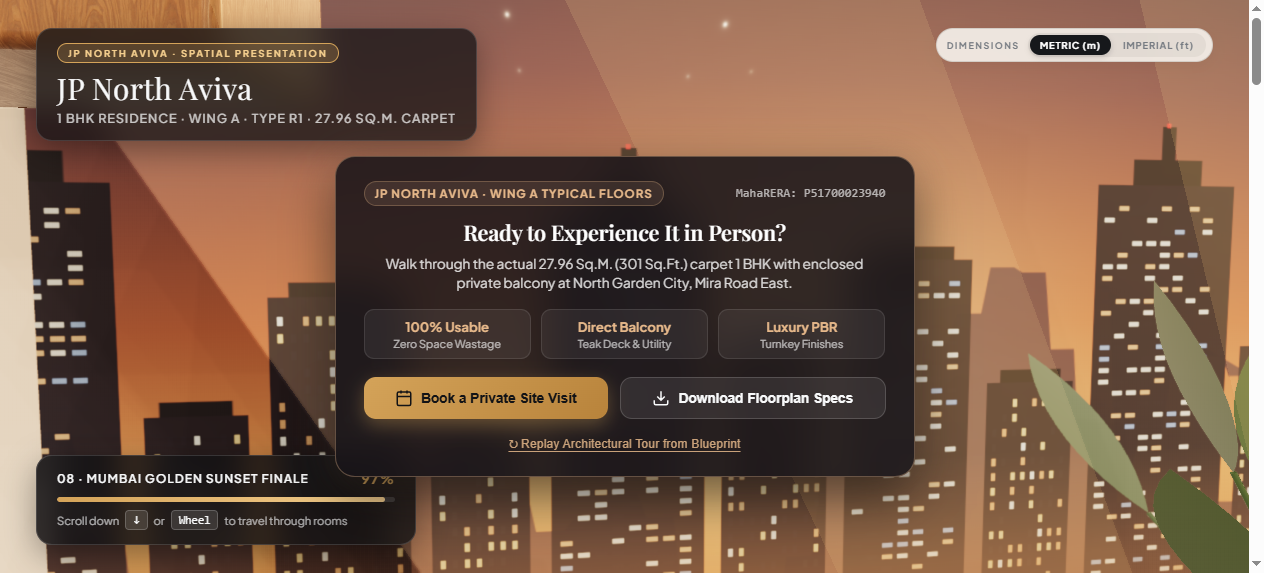 JP NORTH AVIVA · SPATIAL PRESENTATION
JP North Aviva
1 BHK RESIDENCE · WING A · TYPE R1 · 27.96 SQ.M. CARPET
DIMENSIONS METRIC (m) IMPERIAL (ft)
JP NORTH AVIVA · WING A TYPICAL FLOORS
MahaRERA: P51700023940
Ready to Experience It in Person?
Walk through the actual 27.96 Sq.M. (301 Sq.Ft.) carpet 1 BHK with enclosed
private balcony at North Garden City, Mira Road East.
100% Usable
Zero Space Wastage
Direct Balcony
Teak Deck & Utility
Luxury PBR
Turnkey Finishes
Book a Private Site Visit
Download Floorplan Specs
↻ Replay Architectural Tour from Blueprint
08 · MUMBAI GOLDEN SUNSET FINALE 97%
Scroll down ↓ or Wheel to travel through rooms